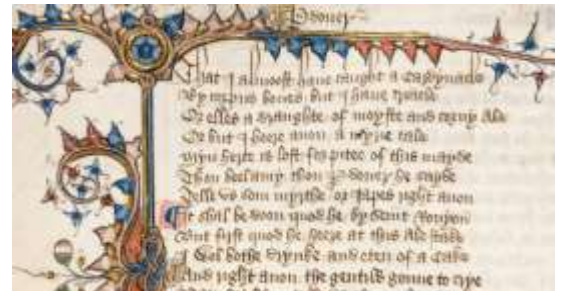 Pdoner
That I almoost haue caught a Cardynacle
By corpus bones but I haue triacle
Or elles a draughte of moyste and corny Ale
Or but I heere anon a myrie tale
Myn herte is lost for pitee of this mayde
Thou beelamy thou Pdoner he sayde
Telle vs som myrthe or Iapes right anon
It shal be doon quod he by Seint Ronyon
But first quod he heere at this Ale stake
I wol bothe drynke and eten of a Cake
And right anon the gentils gonne to crye